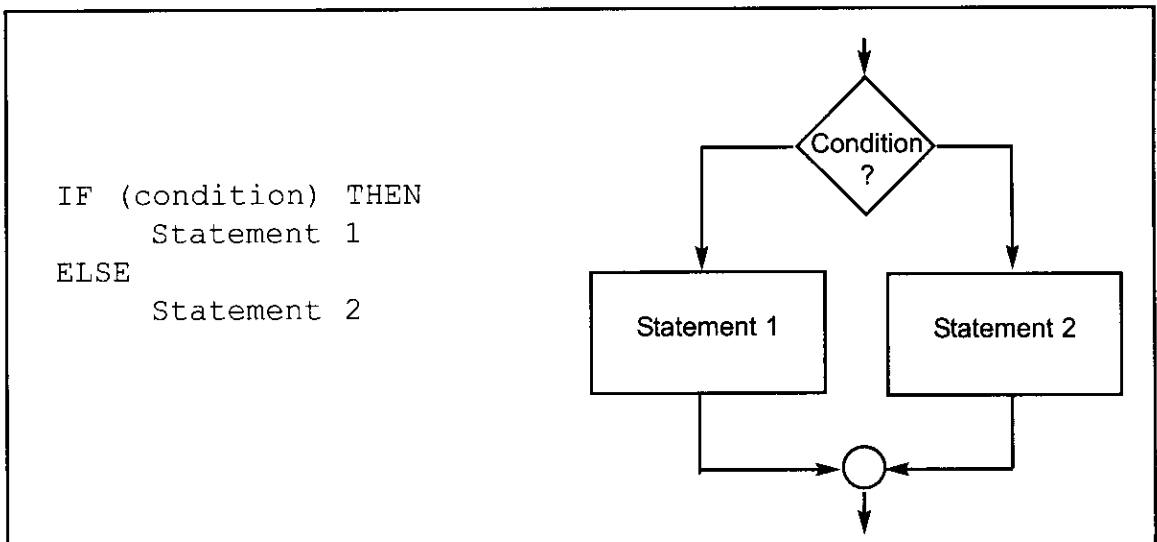 IF (condition) THEN
Statement 1
ELSE
Statement 2
Condition
?
Statement 1
Statement 2